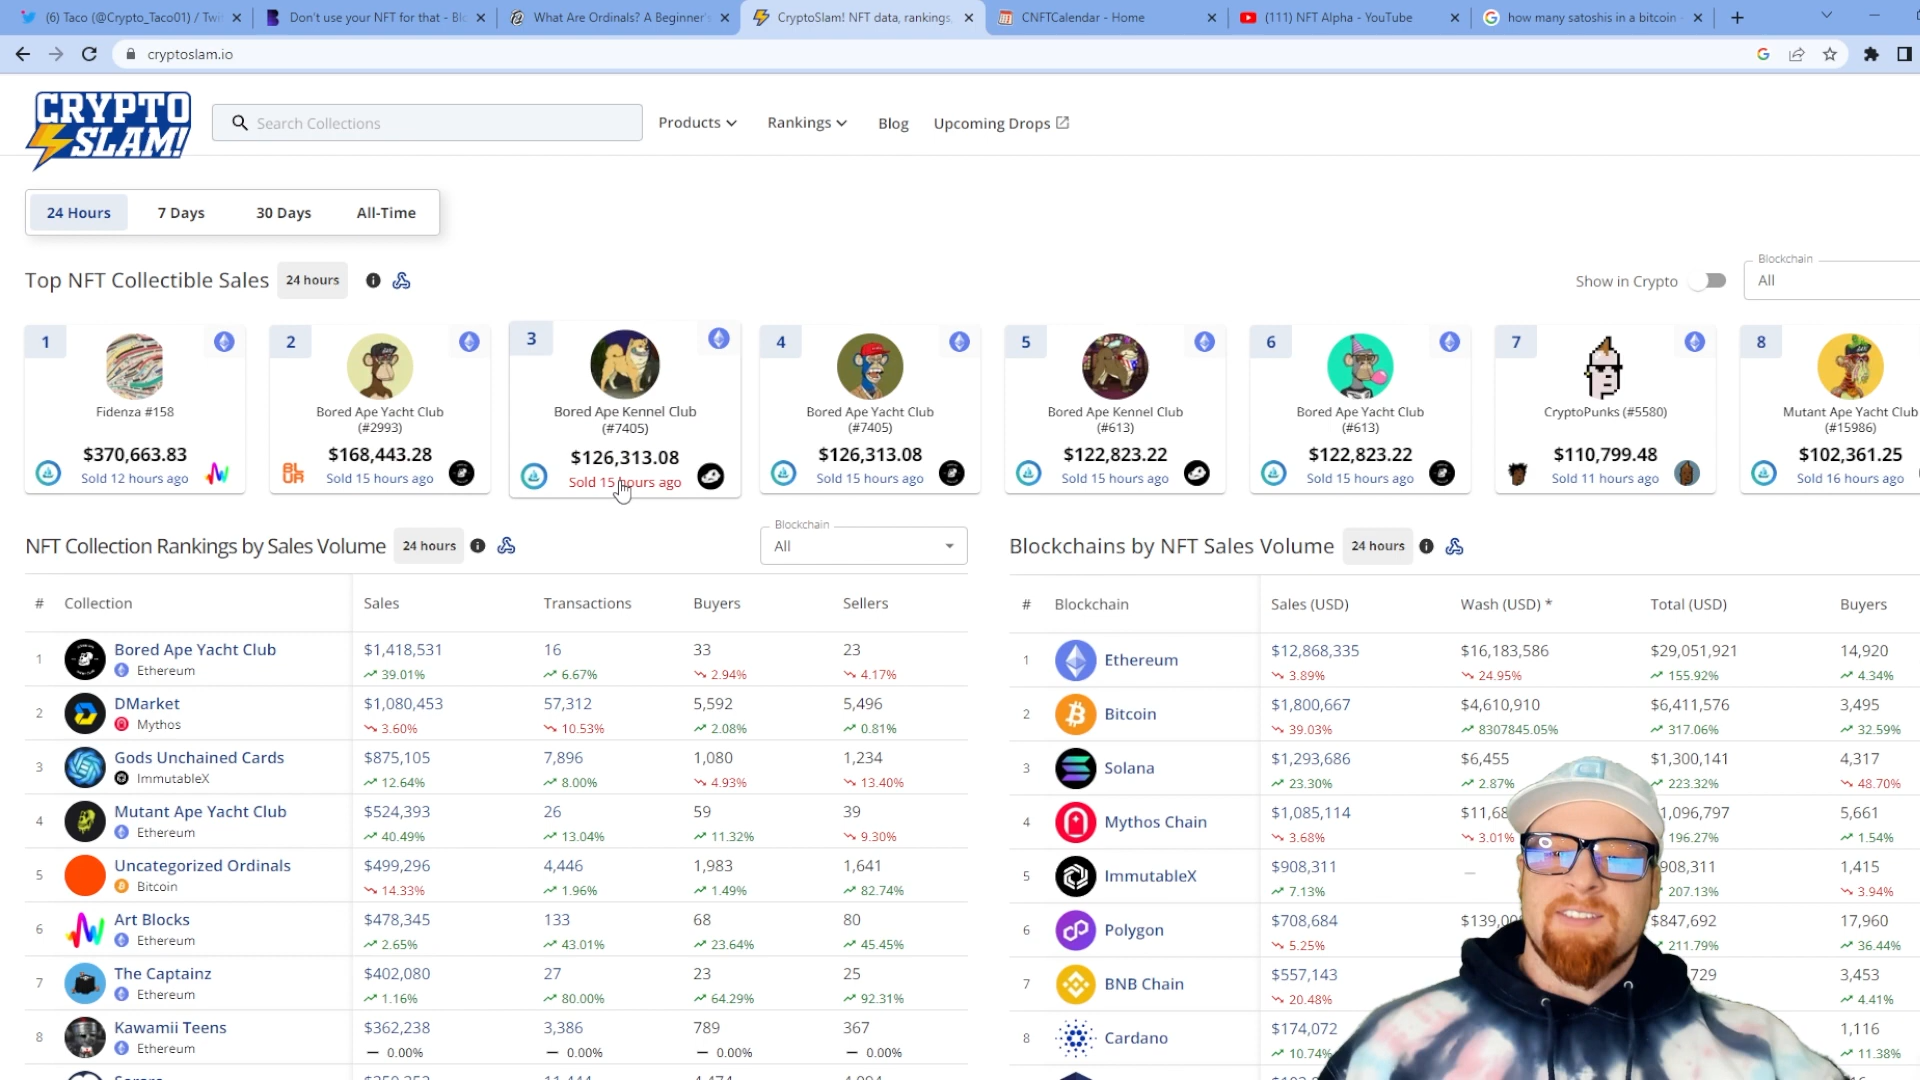 (6) Taco (@Crypto_Taco01) / Twi
Don't use your NFT for that - Blo
What Are Ordinals? A Beginner's
CryptoSlam! NFT data, rankings,
CNFTCalendar - Home
(111) NFT Alpha - YouTube
how many satoshis in a bitcoin -
cryptoslam.io
CRYPTO SLAM!
Search Collections
Products
Rankings
Blog
Upcoming Drops
24 Hours
7 Days
30 Days
All-Time
Top NFT Collectible Sales
24 hours
Show in Crypto
Blockchain
All
1
Fidenza #158
$370,663.83
Sold 12 hours ago
2
BLUR
Bored Ape Yacht Club
(#2993)
$168,443.28
Sold 15 hours ago
3
Bored Ape Kennel Club
(#7405)
$126,313.08
Sold 15 hours ago
4
Bored Ape Yacht Club
(#7405)
$126,313.08
Sold 15 hours ago
5
Bored Ape Kennel Club
(#613)
$122,823.22
Sold 15 hours ago
6
Bored Ape Yacht Club
(#613)
$122,823.22
Sold 15 hours ago
7
CryptoPunks (#5580)
$110,799.48
Sold 11 hours ago
8
Mutant Ape Yacht Club
(#15986)
$102,361.25
Sold 16 hours ago
NFT Collection Rankings by Sales Volume
24 hours
Blockchain
All
# Collection Sales Transactions Buyers Sellers
1 Bored Ape Yacht Club $1,418,531 16 33 23
Ethereum 39.01% 6.67% 2.94% 4.17%
2 DMarket $1,080,453 57,312 5,592 5,496
Mythos 3.60% 10.53% 2.08% 0.81%
3 Gods Unchained Cards $875,105 7,896 1,080 1,234
ImmutableX 12.64% 8.00% 4.93% 13.40%
4 Mutant Ape Yacht Club $524,393 26 59 39
Ethereum 40.49% 13.04% 11.32% 9.30%
5 Uncategorized Ordinals $499,296 4,446 1,983 1,641
Bitcoin 14.33% 1.96% 1.49% 82.74%
6 Art Blocks $478,345 133 68 80
Ethereum 2.65% 43.01% 23.64% 45.45%
7 The Captainz $402,080 27 23 25
Ethereum 1.16% 80.00% 64.29% 92.31%
8 Kawamii Teens $362,238 3,386 789 367
Ethereum 0.00% 0.00% 0.00% 0.00%
Blockchains by NFT Sales Volume
24 hours
# Blockchain Sales (USD) Wash (USD) * Total (USD) Buyers
1 Ethereum $12,868,335 $16,183,586 $29,051,921 14,920
3.89% 24.95% 155.92% 4.34%
2 Bitcoin $1,800,667 $4,610,910 $6,411,576 3,495
39.03% 8307845.05% 317.06% 32.59%
3 Solana $1,293,686 $6,455 $1,300,141 4,317
23.30% 2.87% 223.32% 48.70%
4 Mythos Chain $1,085,114 $11,68 1,096,797 5,661
3.68% 3.01% 196.27% 1.54%
5 ImmutableX $908,311 — 908,311 1,415
7.13% 207.13% 3.94%
6 Polygon $708,684 $139,00 $847,692 17,960
5.25% 211.79% 36.44%
7 BNB Chain $557,143 729 3,453
20.48% 4.41%
8 Cardano $174,072 1,116
10.74% 11.38%